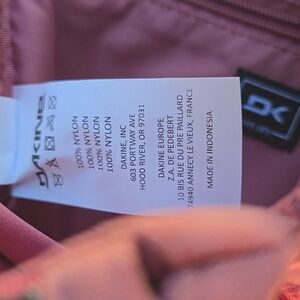 DAKINE
100% NYLON
100% NYLON
100% NYLON
100% NYLON
DAKINE, INC
603 PORTWAY AVE
HOOD RIVER, OR 97031
DAKINE EUROPE
Z.A. DE PEDEBERT
10 BIS RUE DU PRE PAILLARD
74940 ANNECY LE VIEUX, FRANCE
MADE IN INDONESIA
DK